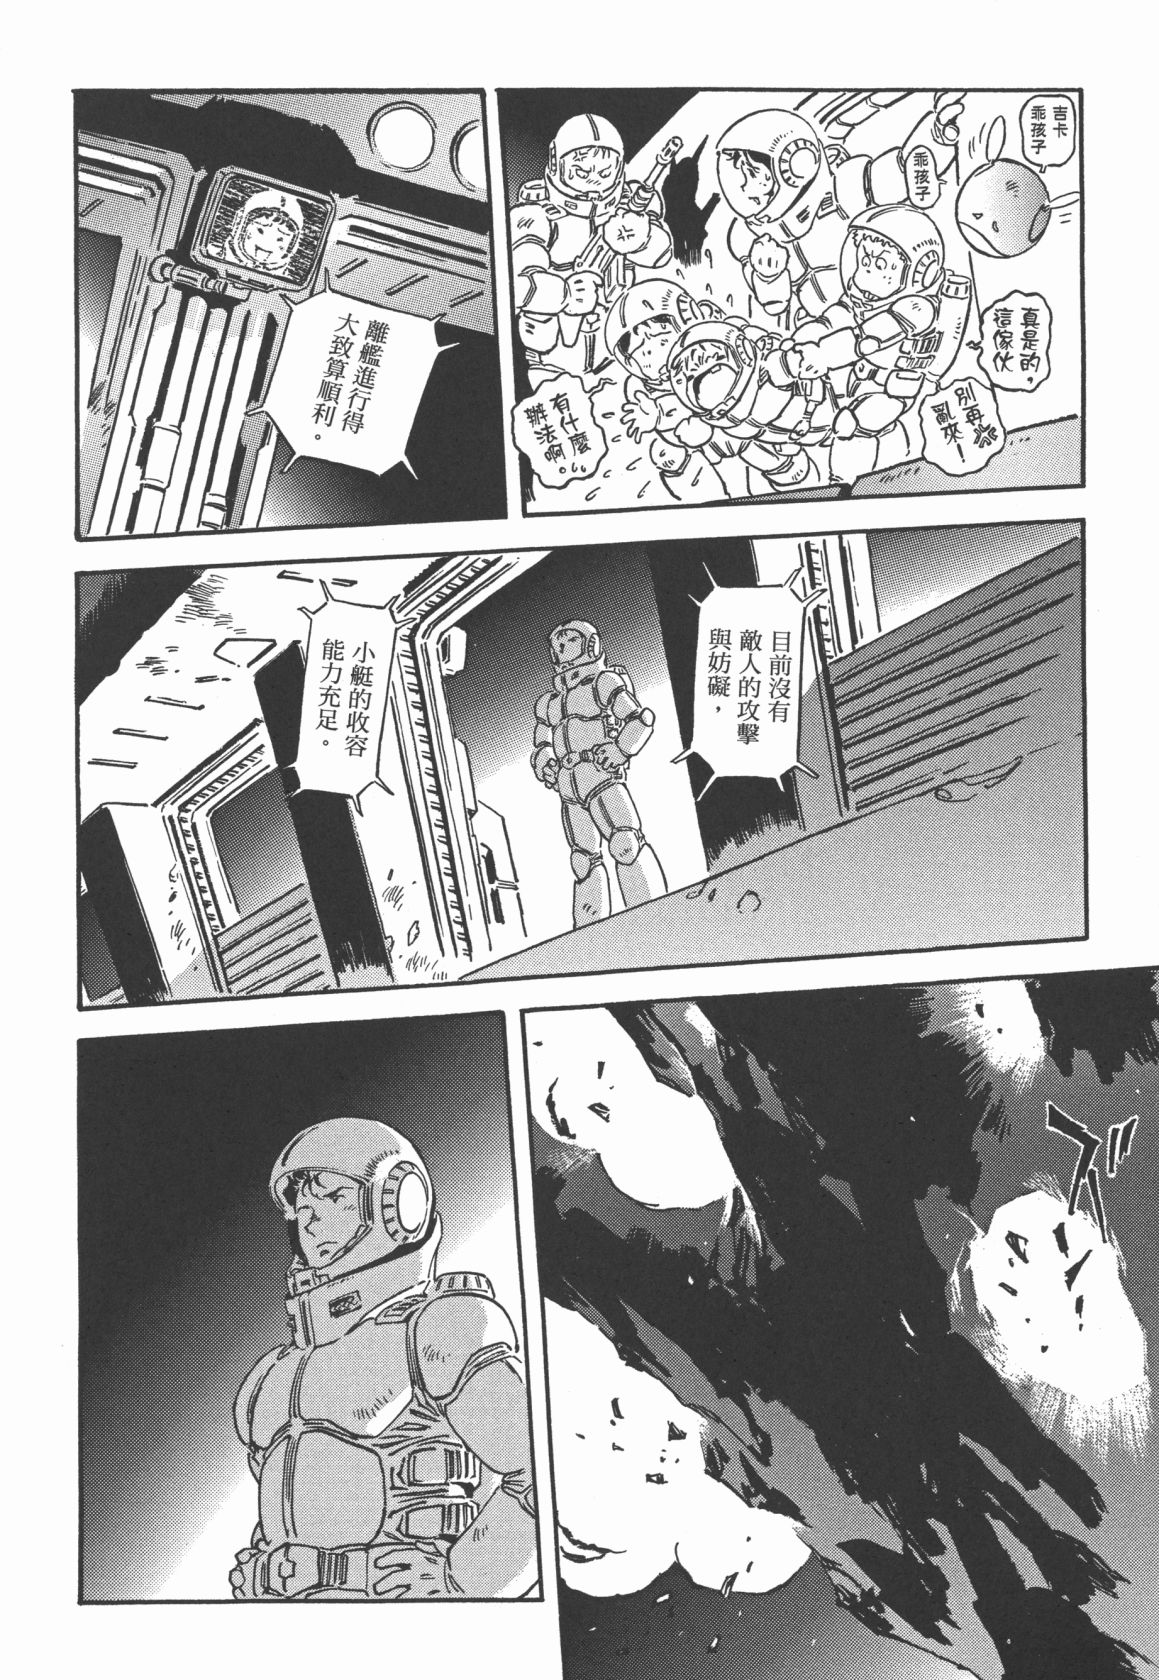 吉卡
乖孩子
乖孩子
真是的，
這傢伙
別再
亂來！
有什麼
辦法啊。
離艦進行得
大致算順利。
目前沒有
敵人的攻擊
與妨礙，
小艇的收容
能力充足。
ズ